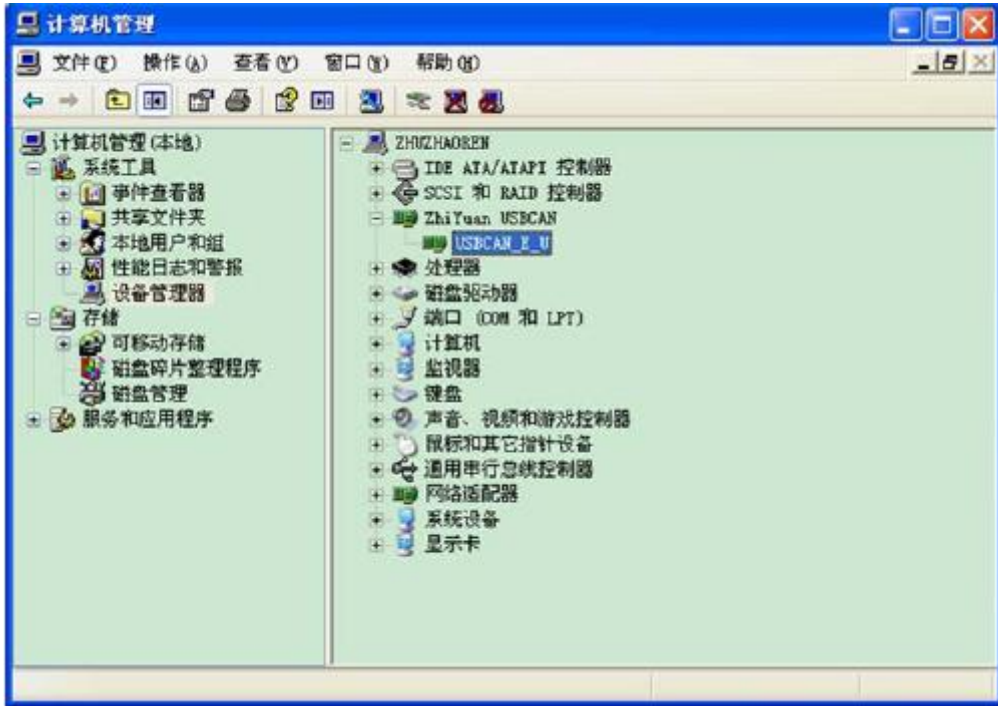 计算机管理
文件(F) 操作(A) 查看(V) 窗口(W) 帮助(H)
计算机管理(本地)
系统工具
事件查看器
共享文件夹
本地用户和组
性能日志和警报
设备管理器
存储
可移动存储
磁盘碎片整理程序
磁盘管理
服务和应用程序
ZHUZHAOREN
IDE ATA/ATAPI 控制器
SCSI 和 RAID 控制器
ZhiYuan USBCAN
USBCAN_E_U
处理器
磁盘驱动器
端口 (COM 和 LPT)
计算机
监视器
键盘
声音、视频和游戏控制器
鼠标和其它指针设备
通用串行总线控制器
网络适配器
系统设备
显示卡